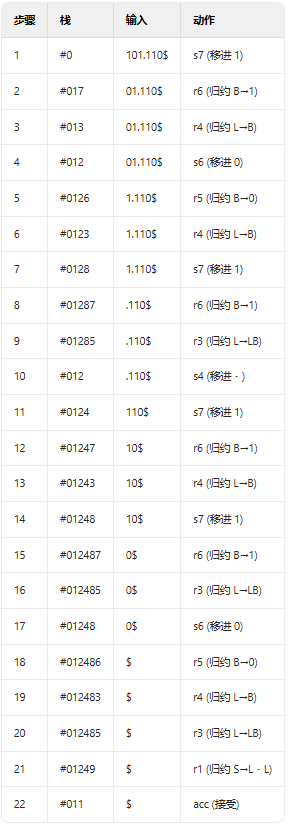 步骤 栈 输入 动作
1 #0 101.110$ s7 (移进 1)
2 #017 01.110$ r6 (归约 B→1)
3 #013 01.110$ r4 (归约 L→B)
4 #012 01.110$ s6 (移进 0)
5 #0126 1.110$ r5 (归约 B→0)
6 #0123 1.110$ r4 (归约 L→B)
7 #0128 1.110$ s7 (移进 1)
8 #01287 .110$ r6 (归约 B→1)
9 #01285 .110$ r3 (归约 L→LB)
10 #012 .110$ s4 (移进 · )
11 #0124 110$ s7 (移进 1)
12 #01247 10$ r6 (归约 B→1)
13 #01243 10$ r4 (归约 L→B)
14 #01248 10$ s7 (移进 1)
15 #012487 0$ r6 (归约 B→1)
16 #012485 0$ r3 (归约 L→LB)
17 #01248 0$ s6 (移进 0)
18 #012486 $ r5 (归约 B→0)
19 #012483 $ r4 (归约 L→B)
20 #012485 $ r3 (归约 L→LB)
21 #01249 $ r1 (归约 S→L · L)
22 #011 $ acc (接受)